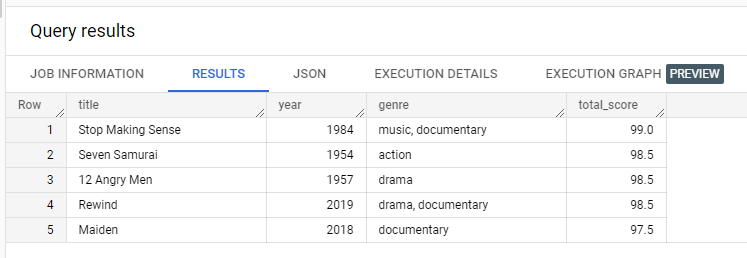 Query results
JOB INFORMATION RESULTS JSON EXECUTION DETAILS EXECUTION GRAPH PREVIEW
Row title year genre total_score
1 Stop Making Sense 1984 music, documentary 99.0
2 Seven Samurai 1954 action 98.5
3 12 Angry Men 1957 drama 98.5
4 Rewind 2019 drama, documentary 98.5
5 Maiden 2018 documentary 97.5